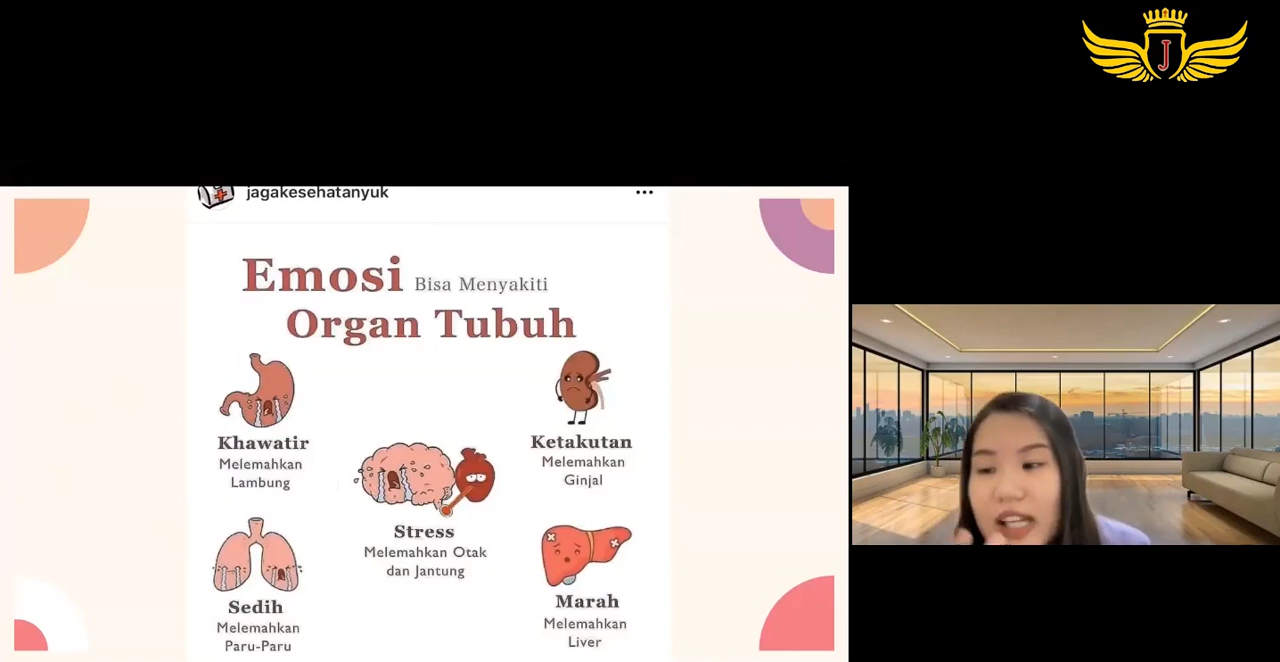 J
jagakesehatanyuk
Emosi Bisa Menyakiti
Organ Tubuh
Khawatir
Melemahkan
Lambung
Ketakutan
Melemahkan
Ginjal
Stress
Melemahkan Otak
dan Jantung
Sedih
Melemahkan
Paru-Paru
Marah
Melemahkan
Liver